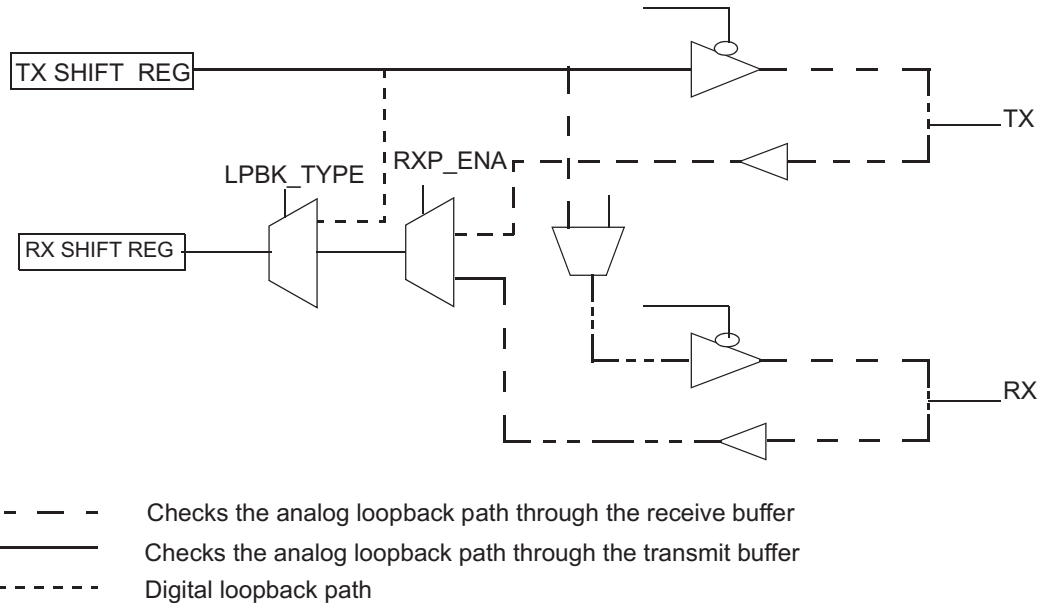 TX SHIFT REG
TX
LPBK_TYPE
RXP_ENA
RX SHIFT REG
RX
Checks the analog loopback path through the receive buffer
Checks the analog loopback path through the transmit buffer
Digital loopback path